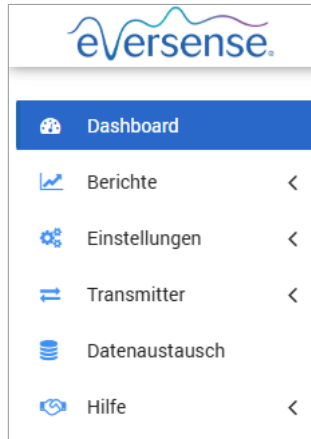 eversense.
Dashboard
Berichte
Einstellungen
Transmitter
Datenaustausch
Hilfe